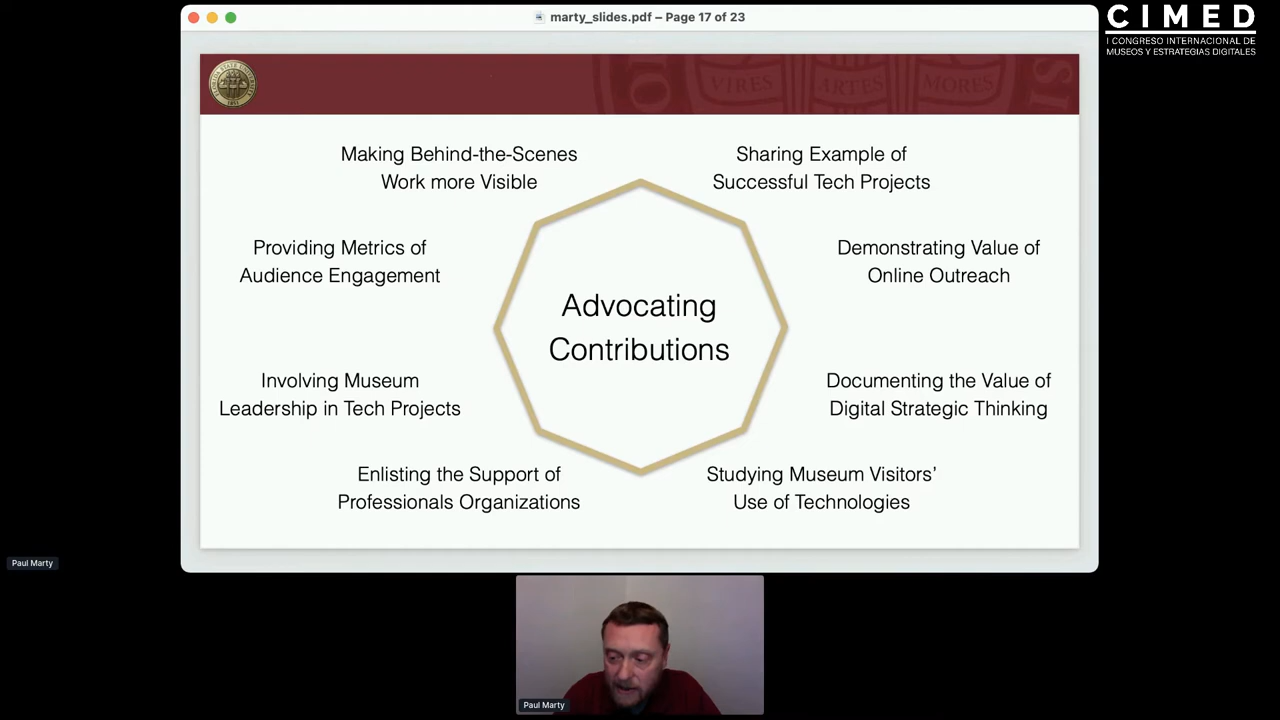 marty_slides.pdf – Page 17 of 23
CIMED
I CONGRESO INTERNACIONAL DE
MUSEOS Y ESTRATEGIAS DIGITALES
VIRES ARTES MORES
Making Behind-the-Scenes
Work more Visible
Sharing Example of
Successful Tech Projects
Providing Metrics of
Audience Engagement
Demonstrating Value of
Online Outreach
Advocating
Contributions
Involving Museum
Leadership in Tech Projects
Documenting the Value of
Digital Strategic Thinking
Enlisting the Support of
Professionals Organizations
Studying Museum Visitors'
Use of Technologies
Paul Marty
Paul Marty